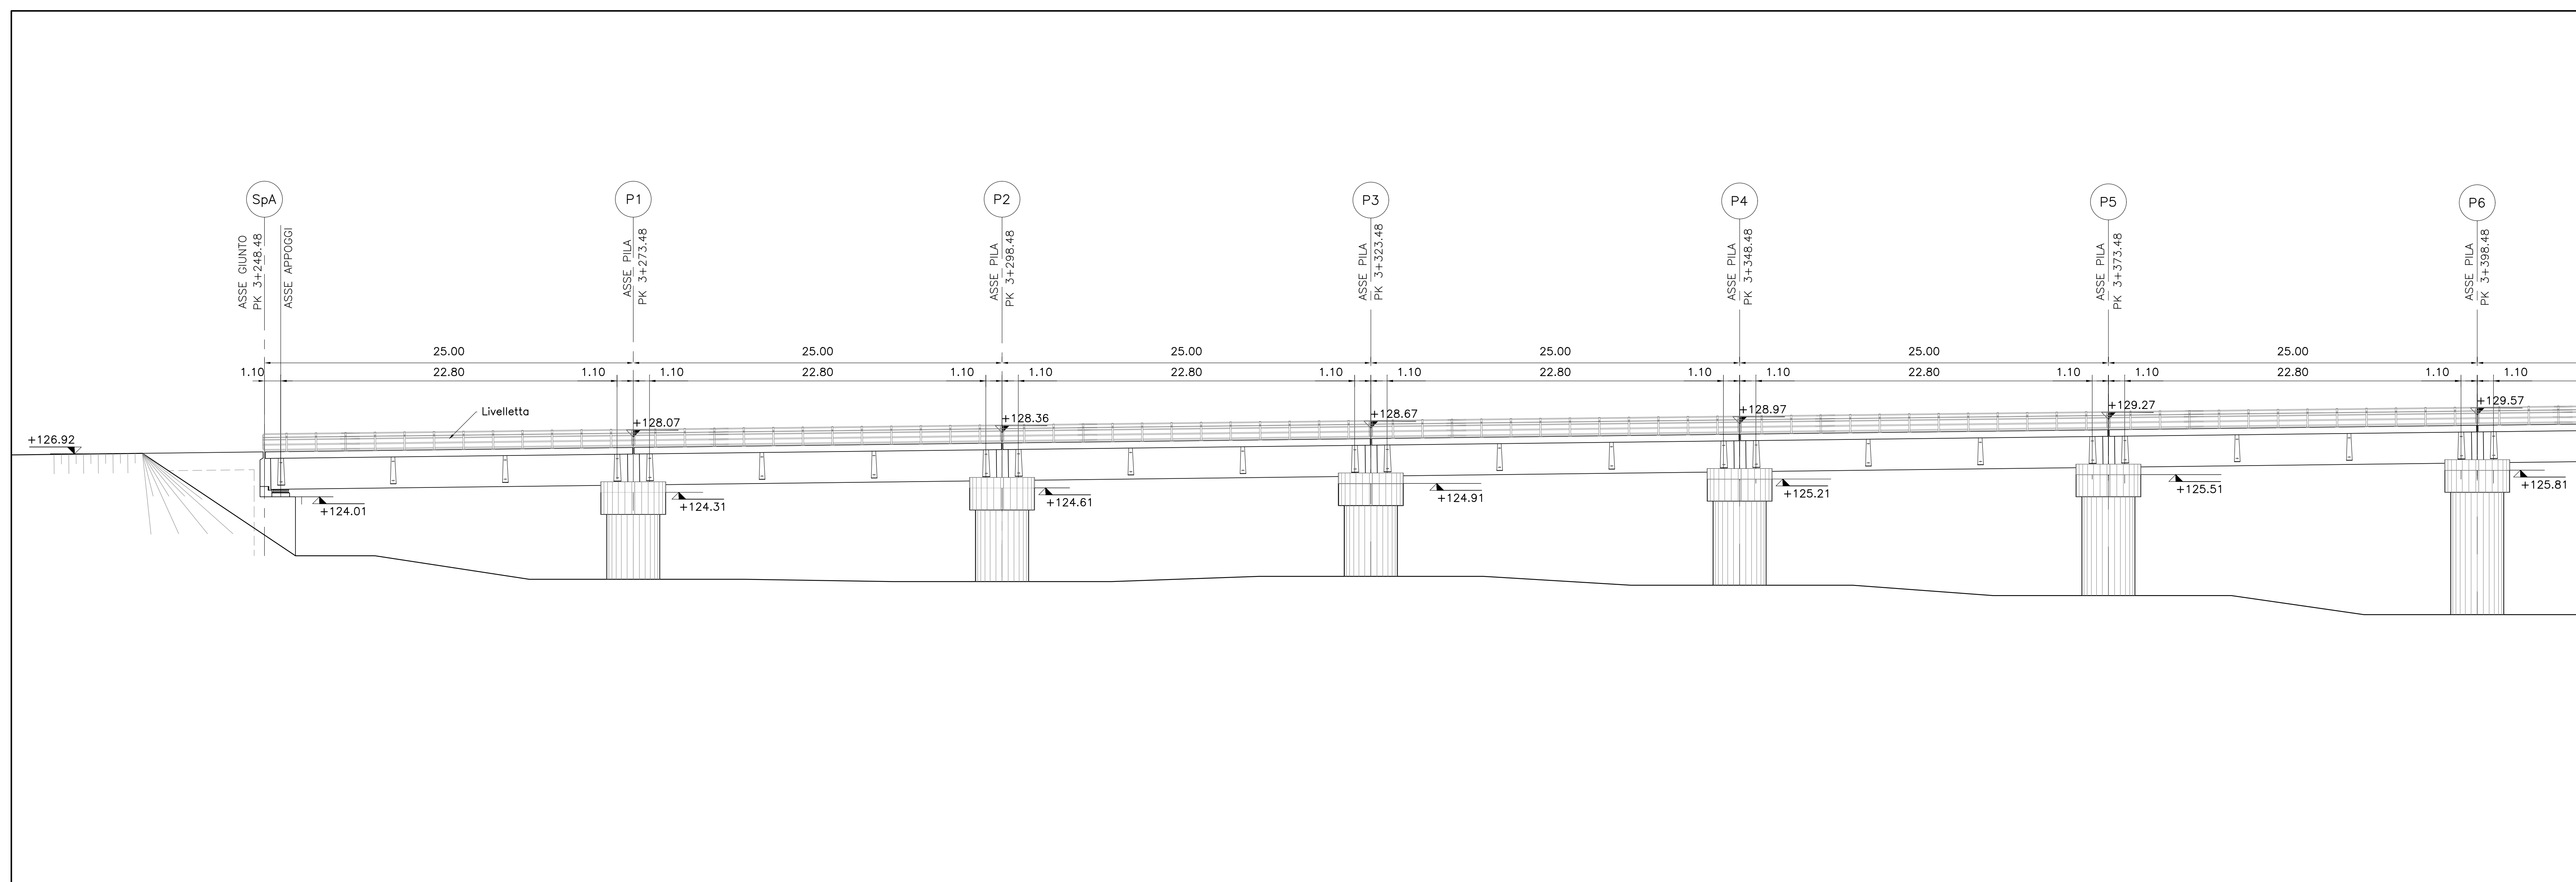 SpA P1 P2 P3 P4 P5 P6
ASSE GIUNTO
PK 3+248.48
ASSE APPOGGI
ASSE PILA
PK 3+273.48
ASSE PILA
PK 3+298.48
ASSE PILA
PK 3+323.48
ASSE PILA
PK 3+348.48
ASSE PILA
PK 3+373.48
ASSE PILA
PK 3+398.48
25.00 25.00 25.00 25.00 25.00 25.00
1.10 22.80 1.10 1.10 22.80 1.10 1.10 22.80 1.10 1.10 22.80 1.10 1.10 22.80 1.10 1.10 22.80 1.10 1.10
Livelletta
+126.92 +128.07 +128.36 +128.67 +128.97 +129.27 +129.57
+124.01 +124.31 +124.61 +124.91 +125.21 +125.51 +125.81